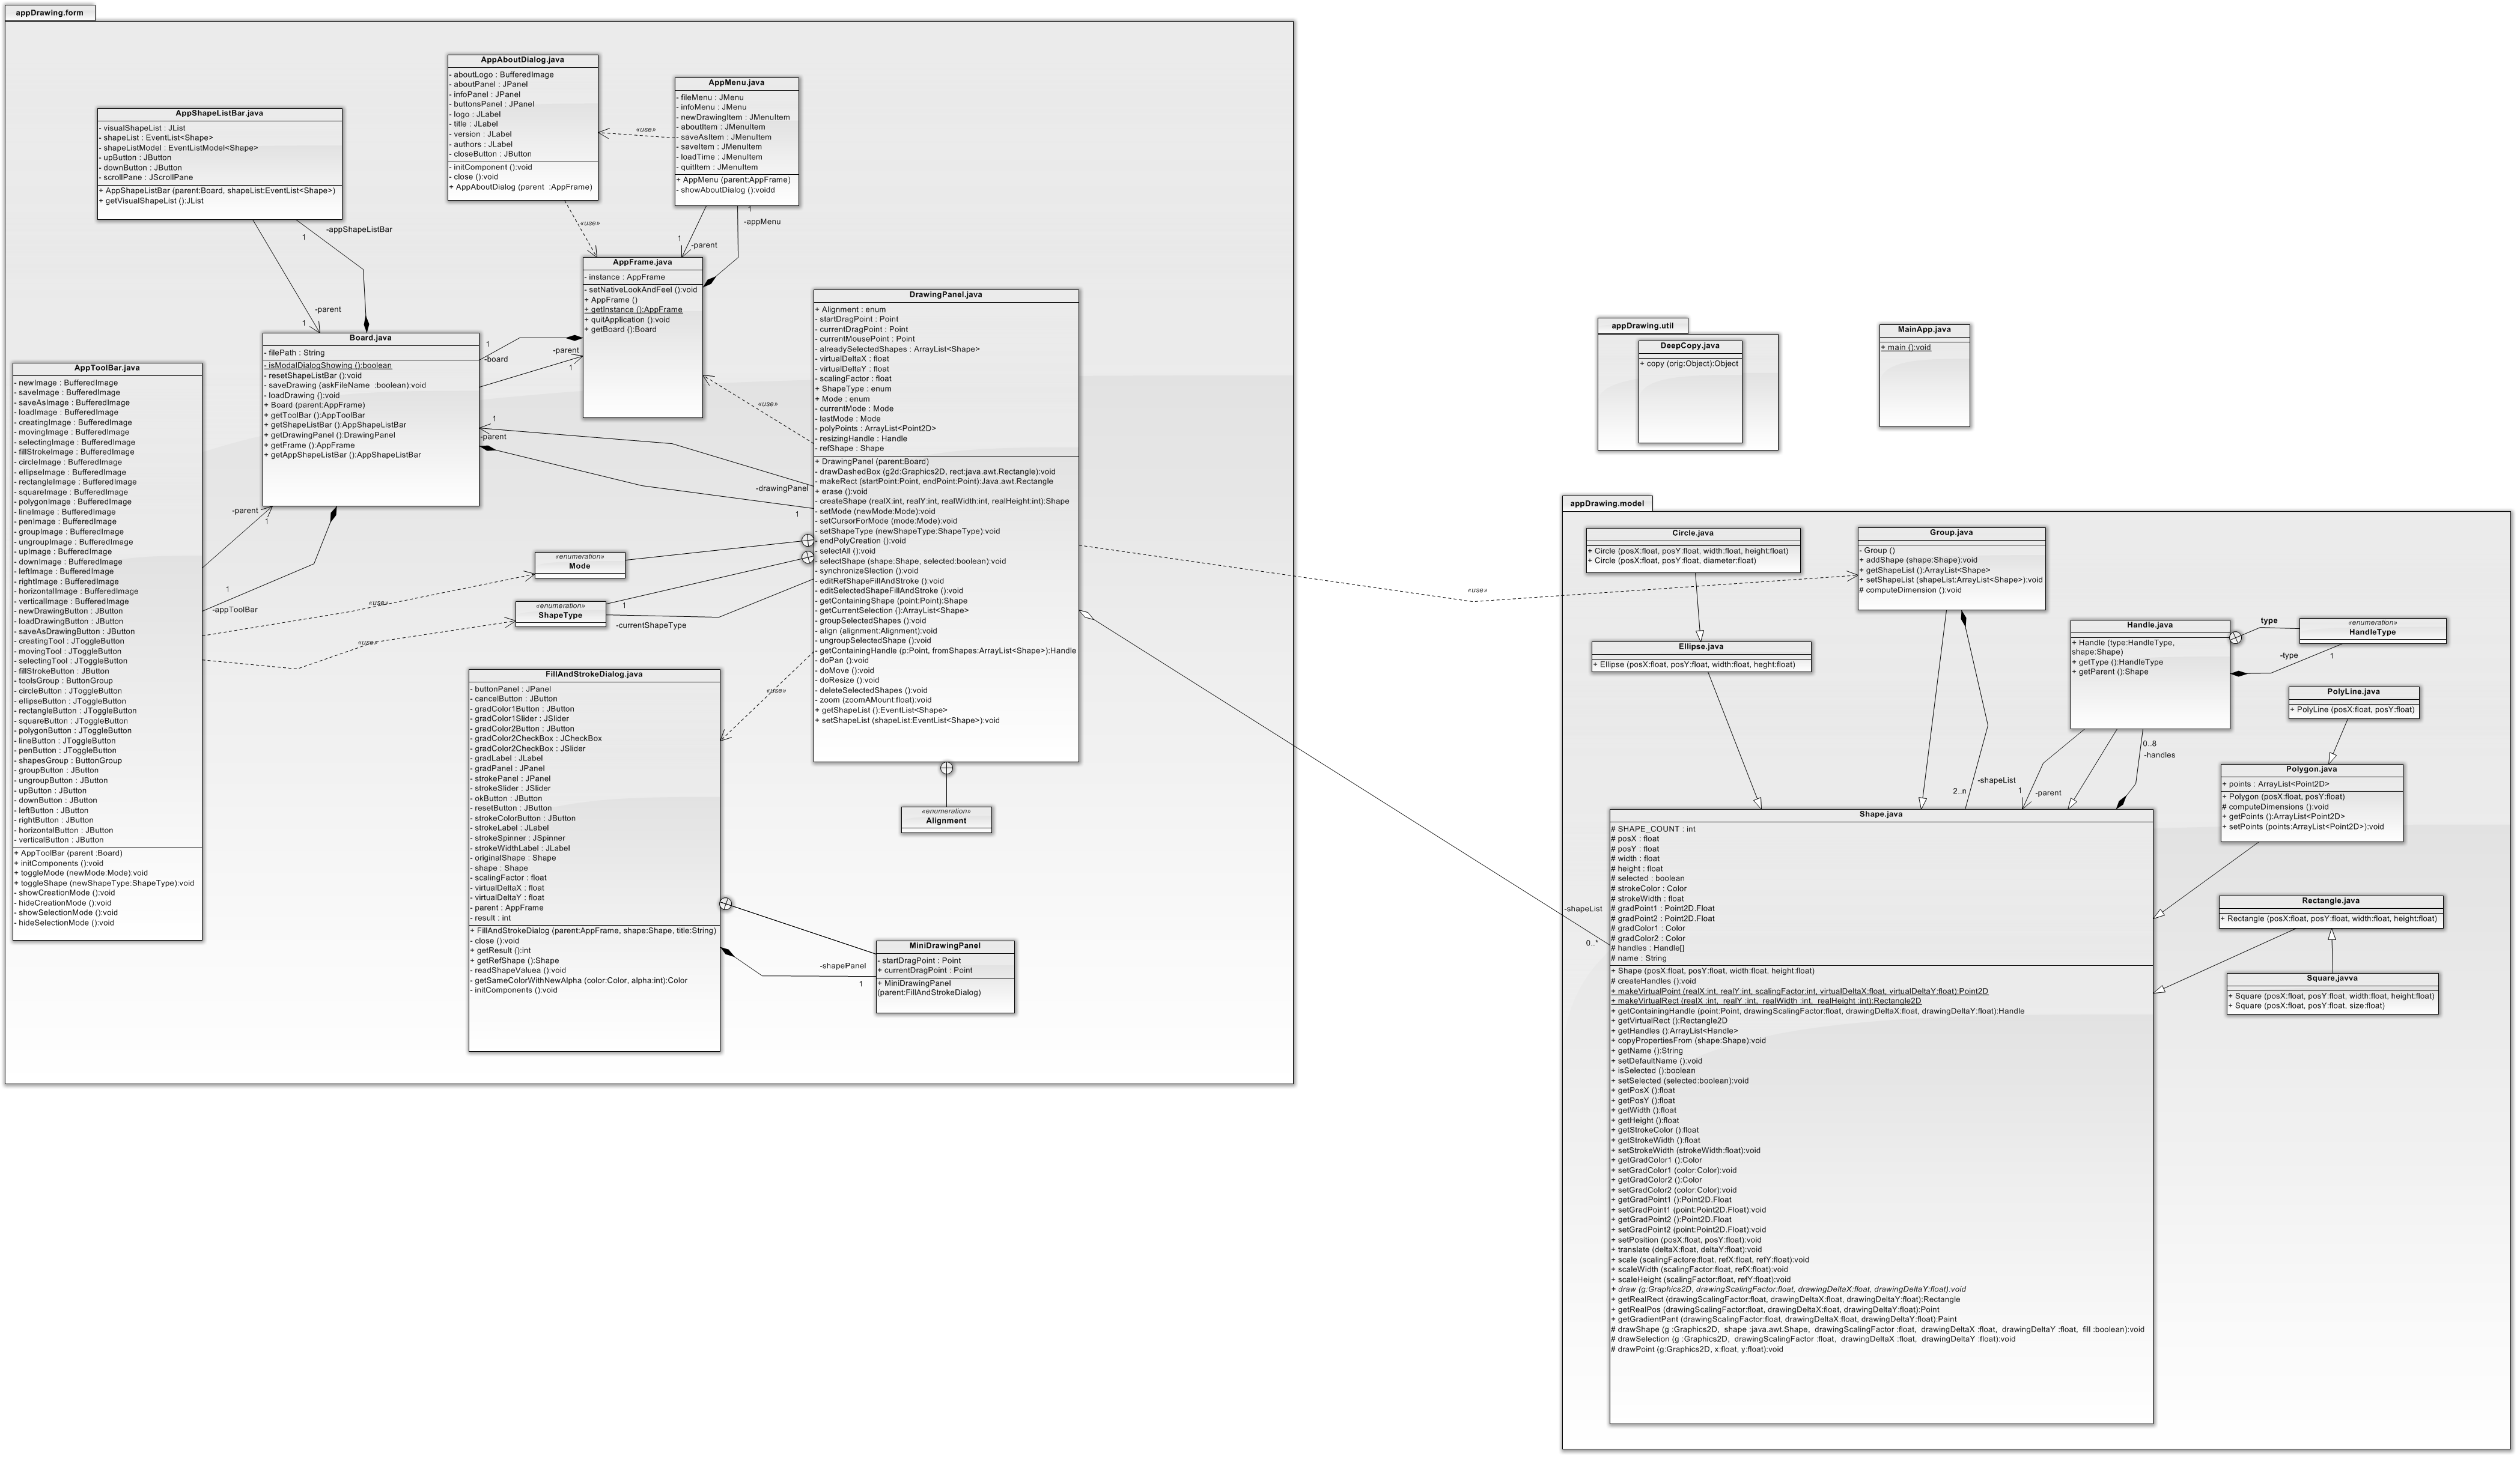 appDrawing.form
AppAboutDialog.java
- aboutLogo : BufferedImage
- aboutPanel : JPanel
- infoPanel : JPanel
- buttonsPanel : JPanel
- logo : JLabel
- title : JLabel
- version : JLabel
- authors : JLabel
- closeButton : JButton
- initComponent ():void
- close ():void
+ AppAboutDialog (parent  :AppFrame)
AppMenu.java
- fileMenu : JMenu
- infoMenu : JMenu
- newDrawingItem : JMenuItem
- aboutItem : JMenuItem
- saveAsItem : JMenuItem
- saveItem : JMenuItem
- loadTime : JMenuItem
- quitItem : JMenuItem
+ AppMenu (parent:AppFrame)
- showAboutDialog ():voidd
«use»
«use»
1
-appMenu
1
-parent
AppShapeListBar.java
- visualShapeList : JList
- shapeList : EventList<Shape>
- shapeListModel : EventListModel<Shape>
- upButton : JButton
- downButton : JButton
- scrollPane : JScrollPane
+ AppShapeListBar (parent:Board, shapeList:EventList<Shape>)
+ getVisualShapeList ():JList
-appShapeListBar
1
-parent
1
AppFrame.java
- instance : AppFrame
- setNativeLookAndFeel ():void
+ AppFrame ()
+ getInstance ():AppFrame
+ quitApplication ():void
+ getBoard ():Board
Board.java
- filePath : String
- isModalDialogShowing ():boolean
- resetShapeListBar ():void
- saveDrawing (askFileName  :boolean):void
- loadDrawing ():void
+ Board (parent:AppFrame)
+ getToolBar ():AppToolBar
+ getShapeListBar ():AppShapeListBar
+ getDrawingPanel ():DrawingPanel
+ getFrame ():AppFrame
+ getAppShapeListBar ():AppShapeListBar
1
-board
-parent
1
1
-parent
-drawingPanel
1
«use»
AppToolBar.java
- newImage : BufferedImage
- saveImage : BufferedImage
- saveAsImage : BufferedImage
- loadImage : BufferedImage
- creatingImage : BufferedImage
- movingImage : BufferedImage
- selectingImage : BufferedImage
- fillStrokeImage : BufferedImage
- circleImage : BufferedImage
- ellipseImage : BufferedImage
- rectangleImage : BufferedImage
- squareImage : BufferedImage
- polygonImage : BufferedImage
- lineImage : BufferedImage
- penImage : BufferedImage
- groupImage : BufferedImage
- ungroupImage : BufferedImage
- upImage : BufferedImage
- downImage : BufferedImage
- leftImage : BufferedImage
- rightImage : BufferedImage
- horizontalImage : BufferedImage
- verticalImage : BufferedImage
- newDrawingButton : JButton
- loadDrawingButton : JButton
- saveAsDrawingButton : JButton
- creatingTool : JToggleButton
- movingTool : JToggleButton
- selectingTool : JToggleButton
- fillStrokeButton : JButton
- toolsGroup : ButtonGroup
- circleButton : JToggleButton
- ellipseButton : JToggleButton
- rectangleButton : JToggleButton
- squareButton : JToggleButton
- polygonButton : JToggleButton
- lineButton : JToggleButton
- penButton : JToggleButton
- shapesGroup : ButtonGroup
- groupButton : JButton
- ungroupButton : JButton
- upButton : JButton
- downButton : JButton
- leftButton : JButton
- rightButton : JButton
- horizontalButton : JButton
- verticalButton : JButton
+ AppToolBar (parent :Board)
+ initComponents ():void
+ toggleMode (newMode:Mode):void
+ toggleShape (newShapeType:ShapeType):void
- showCreationMode ():void
- hideCreationMode ():void
- showSelectionMode ():void
- hideSelectionMode ():void
-parent
1
1
-appToolBar
«use»
«use»
«enumeration»
Mode
«enumeration»
ShapeType
1
-currentShapeType
DrawingPanel.java
+ Alignment : enum
- startDragPoint : Point
- currentDragPoint : Point
- currentMousePoint : Point
- alreadySelectedShapes : ArrayList<Shape>
- virtualDeltaX : float
- virtualDeltaY : float
- scalingFactor : float
+ ShapeType : enum
+ Mode : enum
- currentMode : Mode
- lastMode : Mode
- polyPoints : ArrayList<Point2D>
- resizingHandle : Handle
- refShape : Shape
+ DrawingPanel (parent:Board)
- drawDashedBox (g2d:Graphics2D, rect:java.awt.Rectangle):void
- makeRect (startPoint:Point, endPoint:Point):Java.awt.Rectangle
+ erase ():void
- createShape (realX:int, realY:int, realWidth:int, realHeight:int):Shape
- setMode (newMode:Mode):void
- setCursorForMode (mode:Mode):void
- setShapeType (newShapeType:ShapeType):void
- endPolyCreation ():void
- selectAll ():void
- selectShape (shape:Shape, selected:boolean):void
- synchronizeSlection ():void
- editRefShapeFillAndStroke ():void
- editSelectedShapeFillAndStroke ():void
- getContainingShape (point:Point):Shape
- getCurrentSelection ():ArrayList<Shape>
- groupSelectedShapes ():void
- align (alignment:Alignment):void
- ungroupSelectedShape ():void
- getContainingHandle (p:Point, fromShapes:ArrayList<Shape>):Handle
- doPan ():void
- doMove ():void
- doResize ():void
- deleteSelectedShapes ():void
- zoom (zoomAMount:float):void
+ getShapeList ():EventList<Shape>
+ setShapeList (shapeList:EventList<Shape>):void
«use»
«enumeration»
Alignment
FillAndStrokeDialog.java
- buttonPanel : JPanel
- cancelButton : JButton
- gradColor1Button : JButton
- gradColor1Slider : JSlider
- gradColor2Button : JButton
- gradColor2CheckBox : JCheckBox
- gradColor2CheckBox : JSlider
- gradLabel : JLabel
- gradPanel : JPanel
- strokePanel : JPanel
- strokeSlider : JSlider
- okButton : JButton
- resetButton : JButton
- strokeColorButton : JButton
- strokeLabel : JLabel
- strokeSpinner : JSpinner
- strokeWidthLabel : JLabel
- originalShape : Shape
- shape : Shape
- scalingFactor : float
- virtualDeltaX : float
- virtualDeltaY : float
- parent : AppFrame
- result : int
+ FillAndStrokeDialog (parent:AppFrame, shape:Shape, title:String)
- close ():void
+ getResult ():int
+ getRefShape ():Shape
- readShapeValuea ():void
- getSameColorWithNewAlpha (color:Color, alpha:int):Color
- initComponents ():void
-shapePanel
1
MiniDrawingPanel
- startDragPoint : Point
+ currentDragPoint : Point
+ MiniDrawingPanel
(parent:FillAndStrokeDialog)
«use»
-shapeList
0..*
appDrawing.util
DeepCopy.java
+ copy (orig:Object):Object
MainApp.java
+ main ():void
appDrawing.model
Circle.java
+ Circle (posX:float, posY:float, width:float, height:float)
+ Circle (posX:float, posY:float, diameter:float)
Group.java
- Group ()
+ addShape (shape:Shape):void
+ getShapeList ():ArrayList<Shape>
+ setShapeList (shapeList:ArrayList<Shape>):void
# computeDimension ():void
Ellipse.java
+ Ellipse (posX:float, posY:float, width:float, heght:float)
Handle.java
+ Handle (type:HandleType,
shape:Shape)
+ getType ():HandleType
+ getParent ():Shape
type
«enumeration»
HandleType
-type
1
PolyLine.java
+ PolyLine (posX:float, posY:float)
Polygon.java
+ points : ArrayList<Point2D>
+ Polygon (posX:float, posY:float)
# computeDimensions ():void
+ getPoints ():ArrayList<Point2D>
+ setPoints (points:ArrayList<Point2D>):void
-shapeList
2..n
1
-parent
0..8
-handles
Rectangle.java
+ Rectangle (posX:float, posY:float, width:float, height:float)
Square.javva
+ Square (posX:float, posY:float, width:float, height:float)
+ Square (posX:float, posY:float, size:float)
Shape.java
# SHAPE_COUNT : int
# posX : float
# posY : float
# width : float
# height : float
# selected : boolean
# strokeColor : Color
# strokeWidth : float
# gradPoint1 : Point2D.Float
# gradPoint2 : Point2D.Float
# gradColor1 : Color
# gradColor2 : Color
# handles : Handle[]
# name : String
+ Shape (posX:float, posY:float, width:float, height:float)
# createHandles ():void
+ makeVirtualPoint (realX:int, realY:int, scalingFactor:int, virtualDeltaX:float, virtualDeltaY:float):Point2D
+ makeVirtualRect (realX :int,  realY :int,  realWidth :int,  realHeight :int):Rectangle2D
+ getContainingHandle (point:Point, drawingScalingFactor:float, drawingDeltaX:float, drawingDeltaY:float):Handle
+ getVirtualRect ():Rectangle2D
+ getHandles ():ArrayList<Handle>
+ copyPropertiesFrom (shape:Shape):void
+ getName ():String
+ setDefaultName ():void
+ isSelected ():boolean
+ setSelected (selected:boolean):void
+ getPosX ():float
+ getPosY ():float
+ getWidth ():float
+ getHeight ():float
+ getStrokeColor ():float
+ getStrokeWidth ():float
+ setStrokeWidth (strokeWidth:float):void
+ getGradColor1 ():Color
+ setGradColor1 (color:Color):void
+ getGradColor2 ():Color
+ setGradColor2 (color:Color):void
+ getGradPoint1 ():Point2D.Float
+ setGradPoint1 (point:Point2D.Float):void
+ getGradPoint2 ():Point2D.Float
+ setGradPoint2 (point:Point2D.Float):void
+ setPosition (posX:float, posY:float):void
+ translate (deltaX:float, deltaY:float):void
+ scale (scalingFactore:float, refX:float, refY:float):void
+ scaleWidth (scalingFactor:float, refX:float):void
+ scaleHeight (scalingFactor:float, refY:float):void
+ draw (g:Graphics2D, drawingScalingFactor:float, drawingDeltaX:float, drawingDeltaY:float):void
+ getRealRect (drawingScalingFactor:float, drawingDeltaX:float, drawingDeltaY:float):Rectangle
+ getRealPos (drawingScalingFactor:float, drawingDeltaX:float, drawingDeltaY:float):Point
+ getGradientPant (drawingScalingFactor:float, drawingDeltaX:float, drawingDeltaY:float):Paint
# drawShape (g :Graphics2D,  shape :java.awt.Shape,  drawingScalingFactor :float,  drawingDeltaX :float,  drawingDeltaY :float,  fill :boolean):void
# drawSelection (g :Graphics2D,  drawingScalingFactor :float,  drawingDeltaX :float,  drawingDeltaY :float):void
# drawPoint (g:Graphics2D, x:float, y:float):void